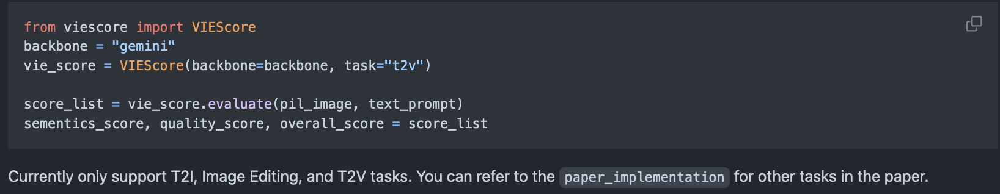 from viescore import VIEScore
backbone = "gemini"
vie_score = VIEScore(backbone=backbone, task="t2v")
score_list = vie_score.evaluate(pil_image, text_prompt)
sementics_score, quality_score, overall_score = score_list
Currently only support T2I, Image Editing, and T2V tasks. You can refer to the paper_implementation for other tasks in the paper.